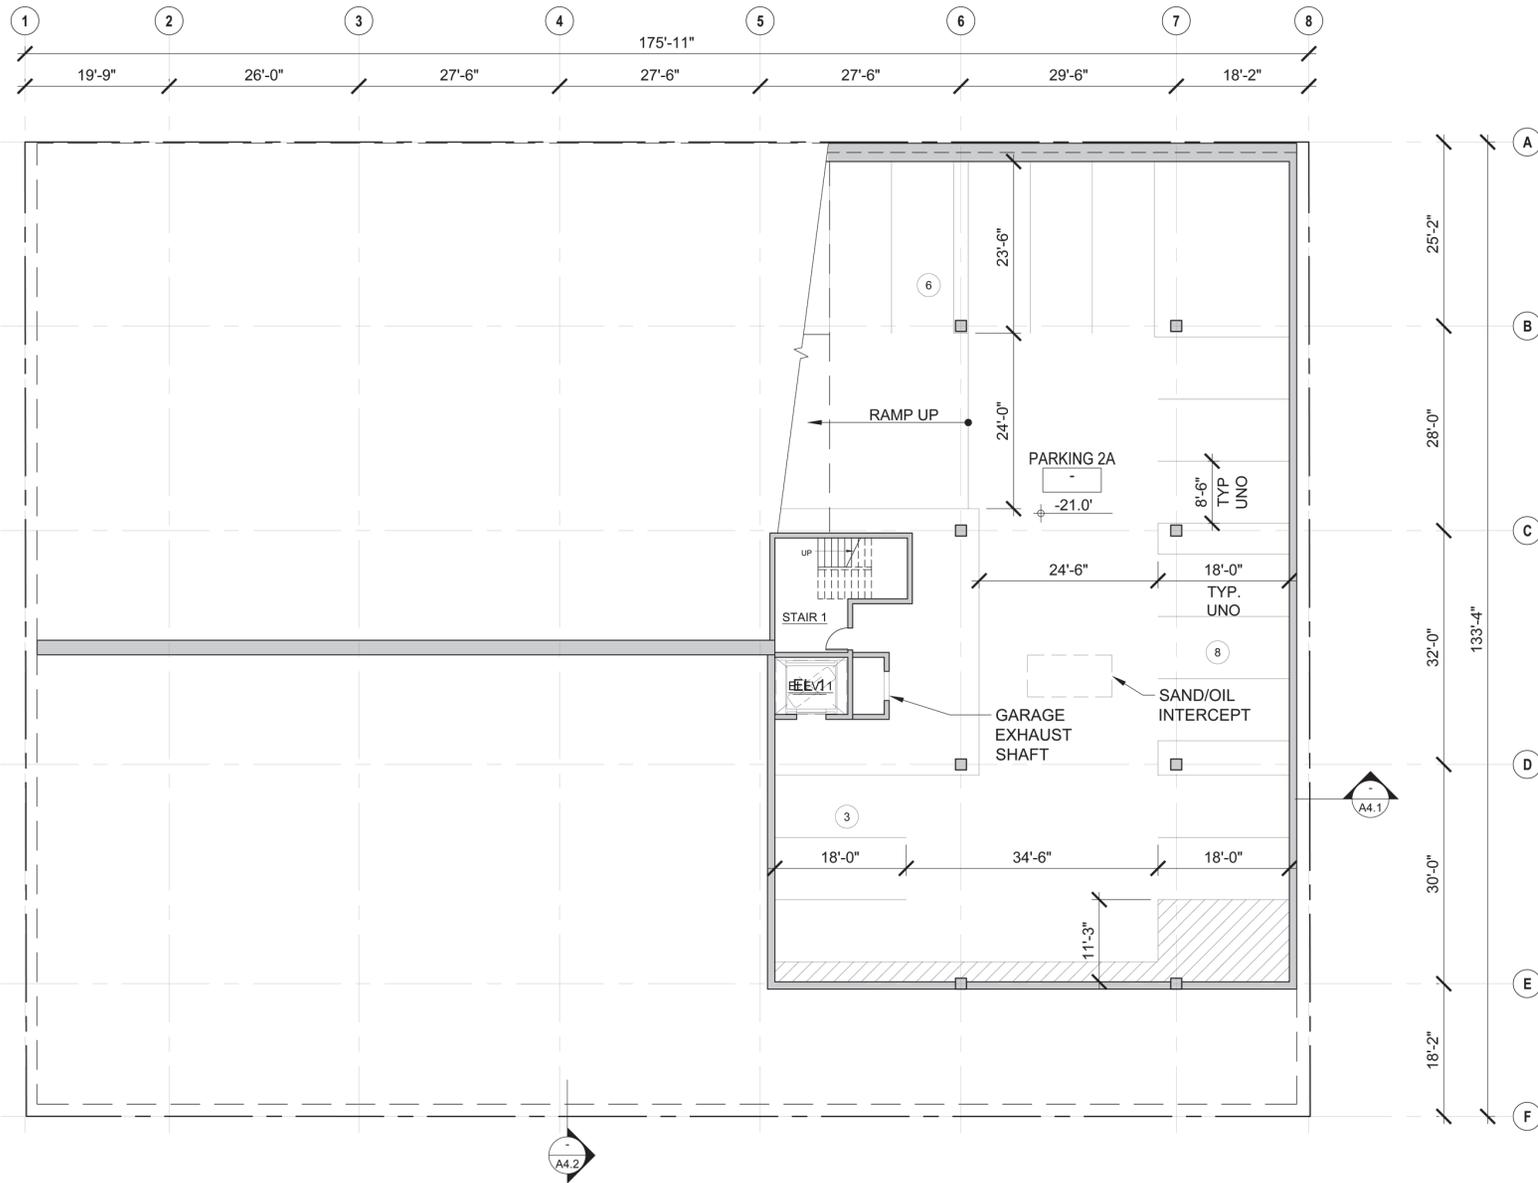 1 2 3 4 5 6 7 8
175'-11"
19'-9" 26'-0" 27'-6" 27'-6" 27'-6" 29'-6" 18'-2"
A
25'-2"
23'-6"
6
B
RAMP UP
24'-0"
28'-0"
PARKING 2A
-
8'-6"
TYP
UNO
-21.0'
C
UP
24'-6" 18'-0"
TYP.
UNO
STAIR 1
133'-4"
32'-0"
8
ELEV 1
EL. 1
SAND/OIL
INTERCEPT
GARAGE
EXHAUST
SHAFT
D
-
A4.1
3
18'-0" 34'-6" 18'-0"
30'-0"
11'-3"
E
18'-2"
F
-
A4.2